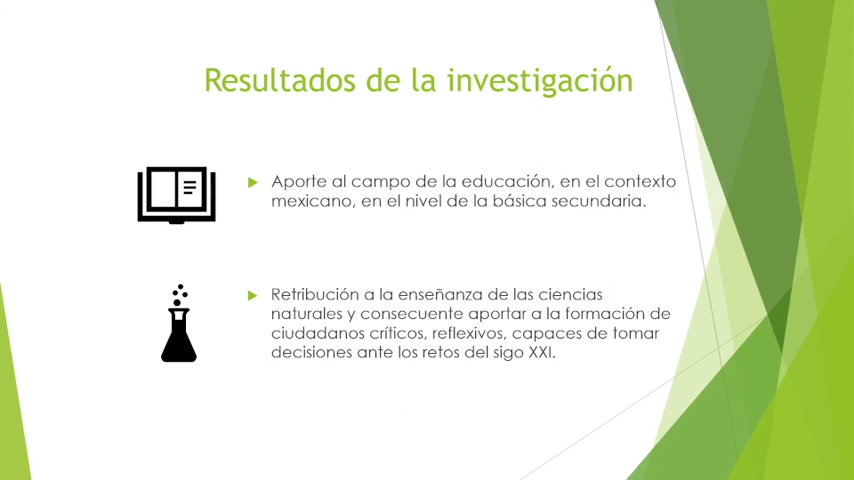 Resultados de la investigación
Aporte al campo de la educación, en el contexto
mexicano, en el nivel de la básica secundaria.
Retribución a la enseñanza de las ciencias
naturales y consecuente aportar a la formación de
ciudadanos críticos, reflexivos, capaces de tomar
decisiones ante los retos del sigo XXI.